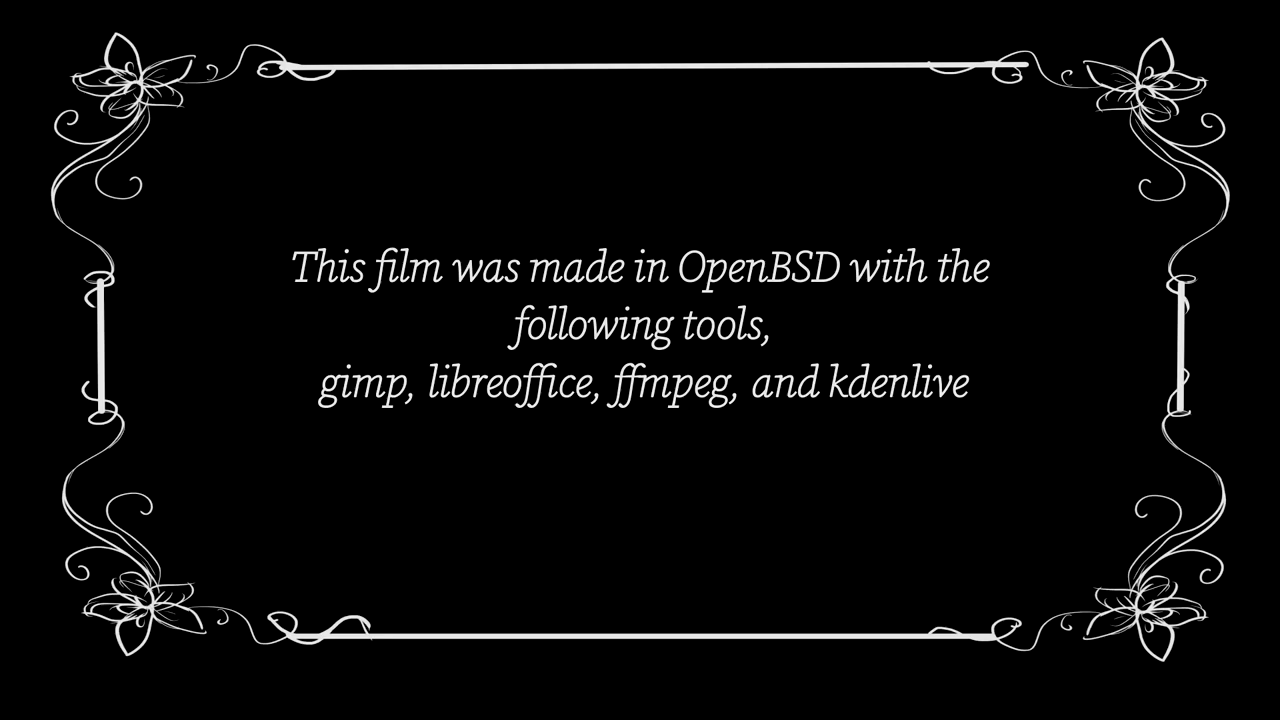 This film was made in OpenBSD with the
following tools,
gimp, libreoffice, ffmpeg, and kdenlive